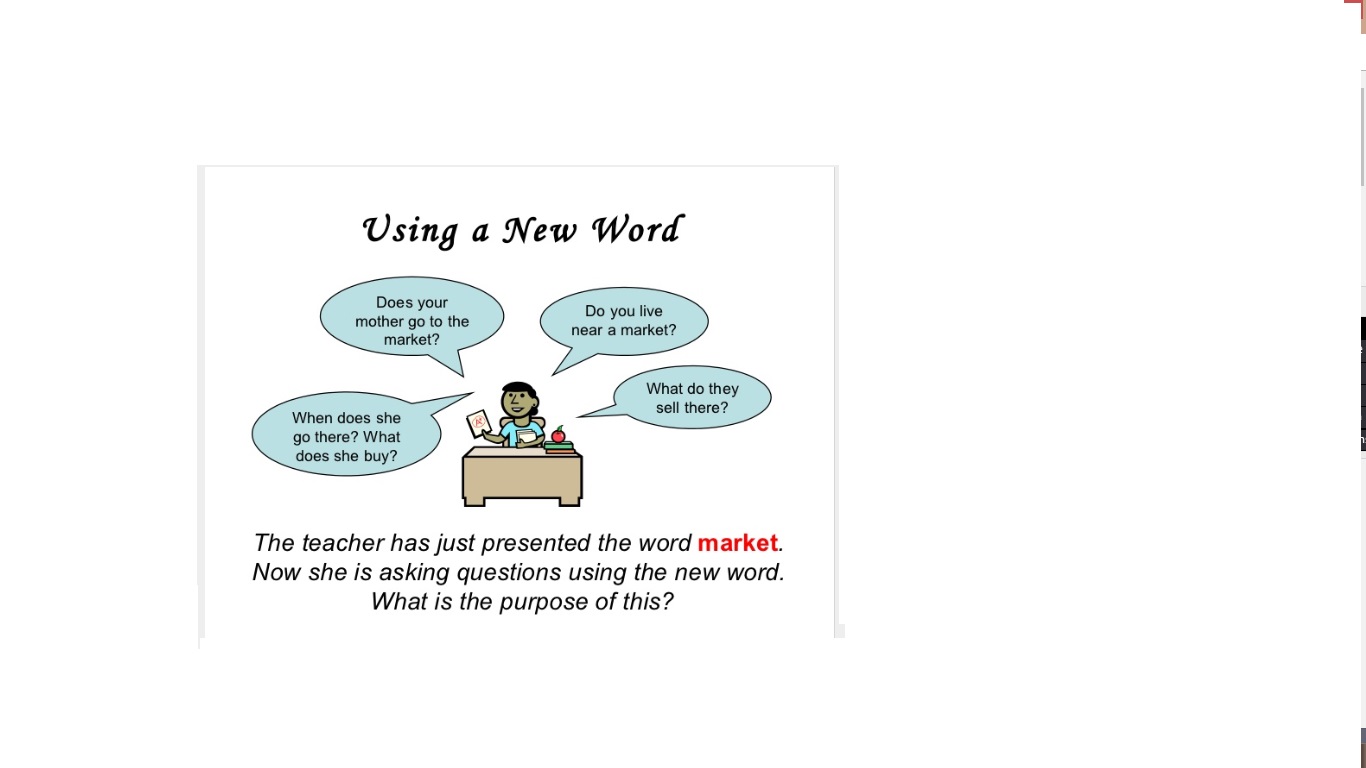 Using a New Word
Does your
mother go to the
market?
Do you live
near a market?
What do they
sell there?
When does she
go there? What
does she buy?
The teacher has just presented the word market.
Now she is asking questions using the new word.
What is the purpose of this?